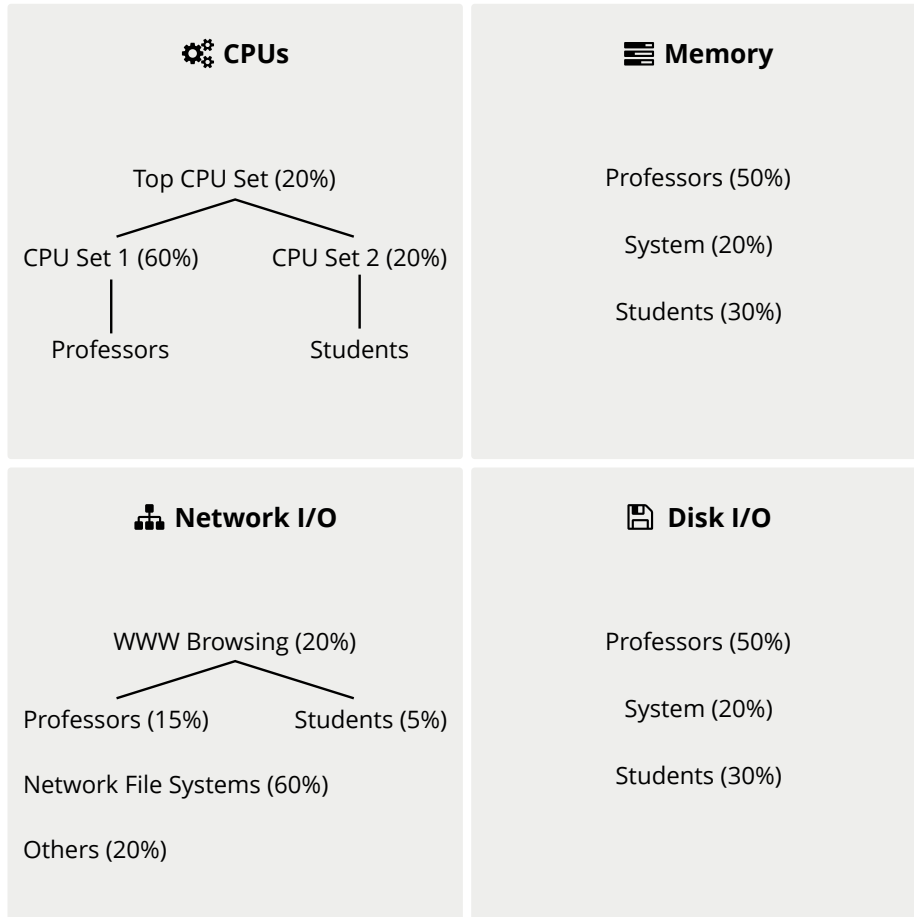 CPUs
Top CPU Set (20%)
CPU Set 1 (60%) CPU Set 2 (20%)
Professors Students
Memory
Professors (50%)
System (20%)
Students (30%)
Network I/O
WWW Browsing (20%)
Professors (15%) Students (5%)
Network File Systems (60%)
Others (20%)
Disk I/O
Professors (50%)
System (20%)
Students (30%)